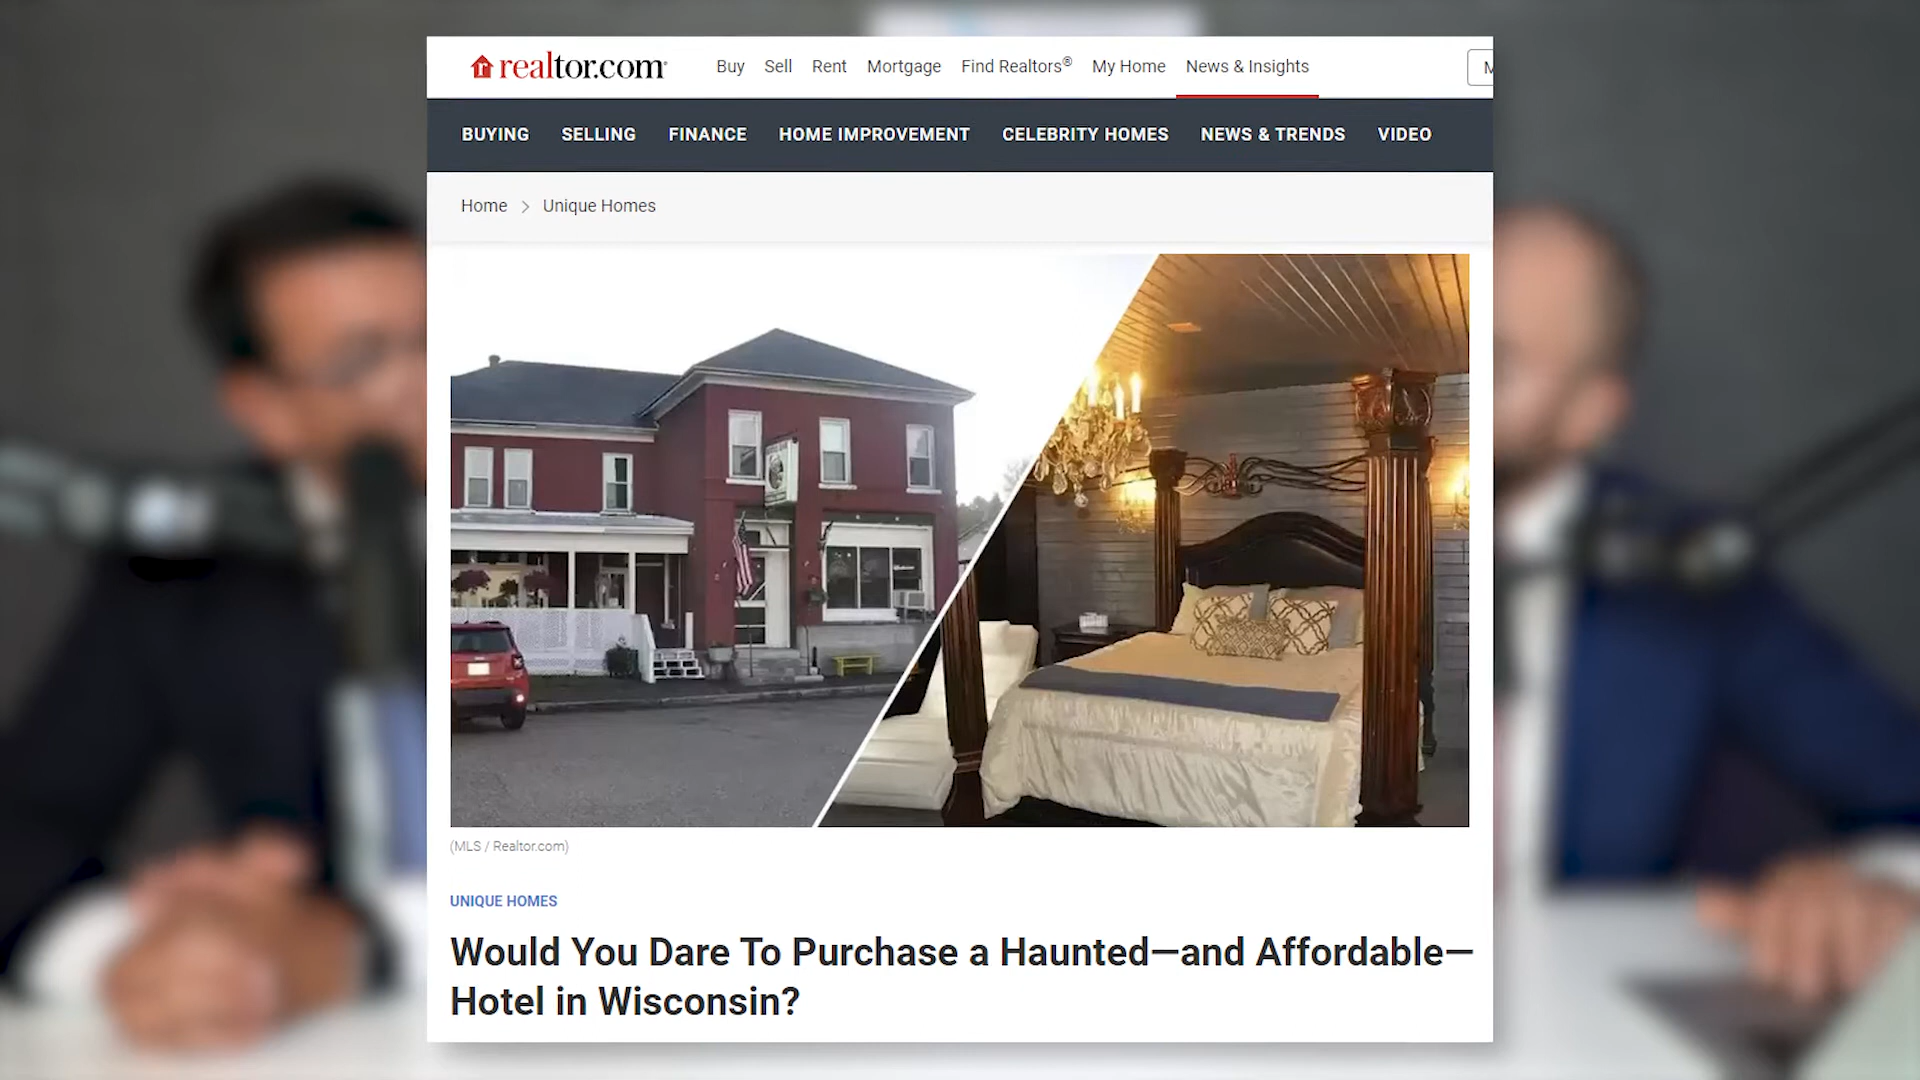 realtor.com®
Buy Sell Rent Mortgage Find Realtors® My Home News & Insights M
BUYING SELLING FINANCE HOME IMPROVEMENT CELEBRITY HOMES NEWS & TRENDS VIDEO
Home > Unique Homes
(MLS / Realtor.com)
UNIQUE HOMES
Would You Dare To Purchase a Haunted—and Affordable—
Hotel in Wisconsin?